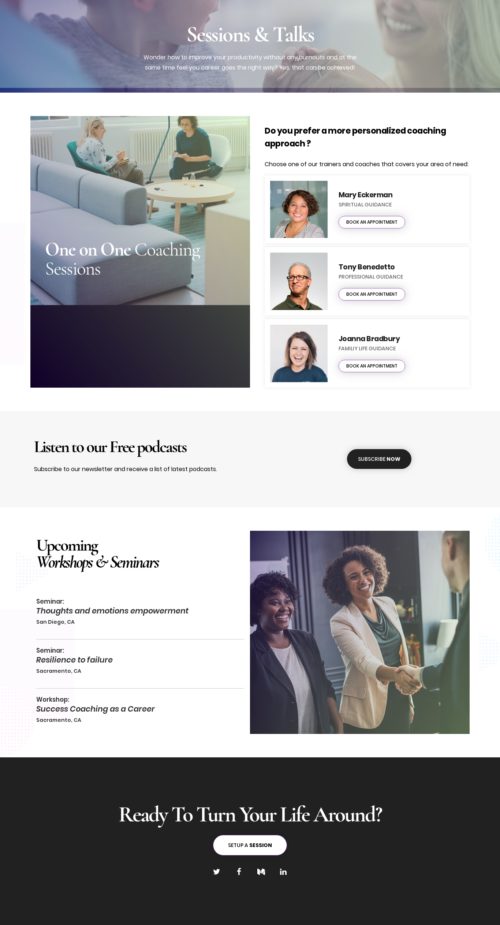 Sessions & Talks
Wonder how to improve your productivity without any burnouts and at the
same time feel you career goes the right way? Yes, that can be achieved!
One on One Coaching
Sessions
Do you prefer a more personalized coaching
approach ?
Choose one of our trainers and coaches that covers your area of need:
Mary Eckerman
SPIRITUAL GUIDANCE
BOOK AN APPOINTMENT
Tony Benedetto
PROFESSIONAL GUIDANCE
BOOK AN APPOINTMENT
Joanna Bradbury
FAMILIY LIFE GUIDANCE
BOOK AN APPOINTMENT
Listen to our Free podcasts
Subscribe to our newsletter and receive a list of latest podcasts.
SUBSCRIBE NOW
Upcoming
Workshops & Seminars
Seminar:
Thoughts and emotions empowerment
San Diego, CA
Seminar:
Resilience to failure
Sacramento, CA
Workshop:
Success Coaching as a Career
Sacramento, CA
Ready To Turn Your Life Around?
SETUP A SESSION